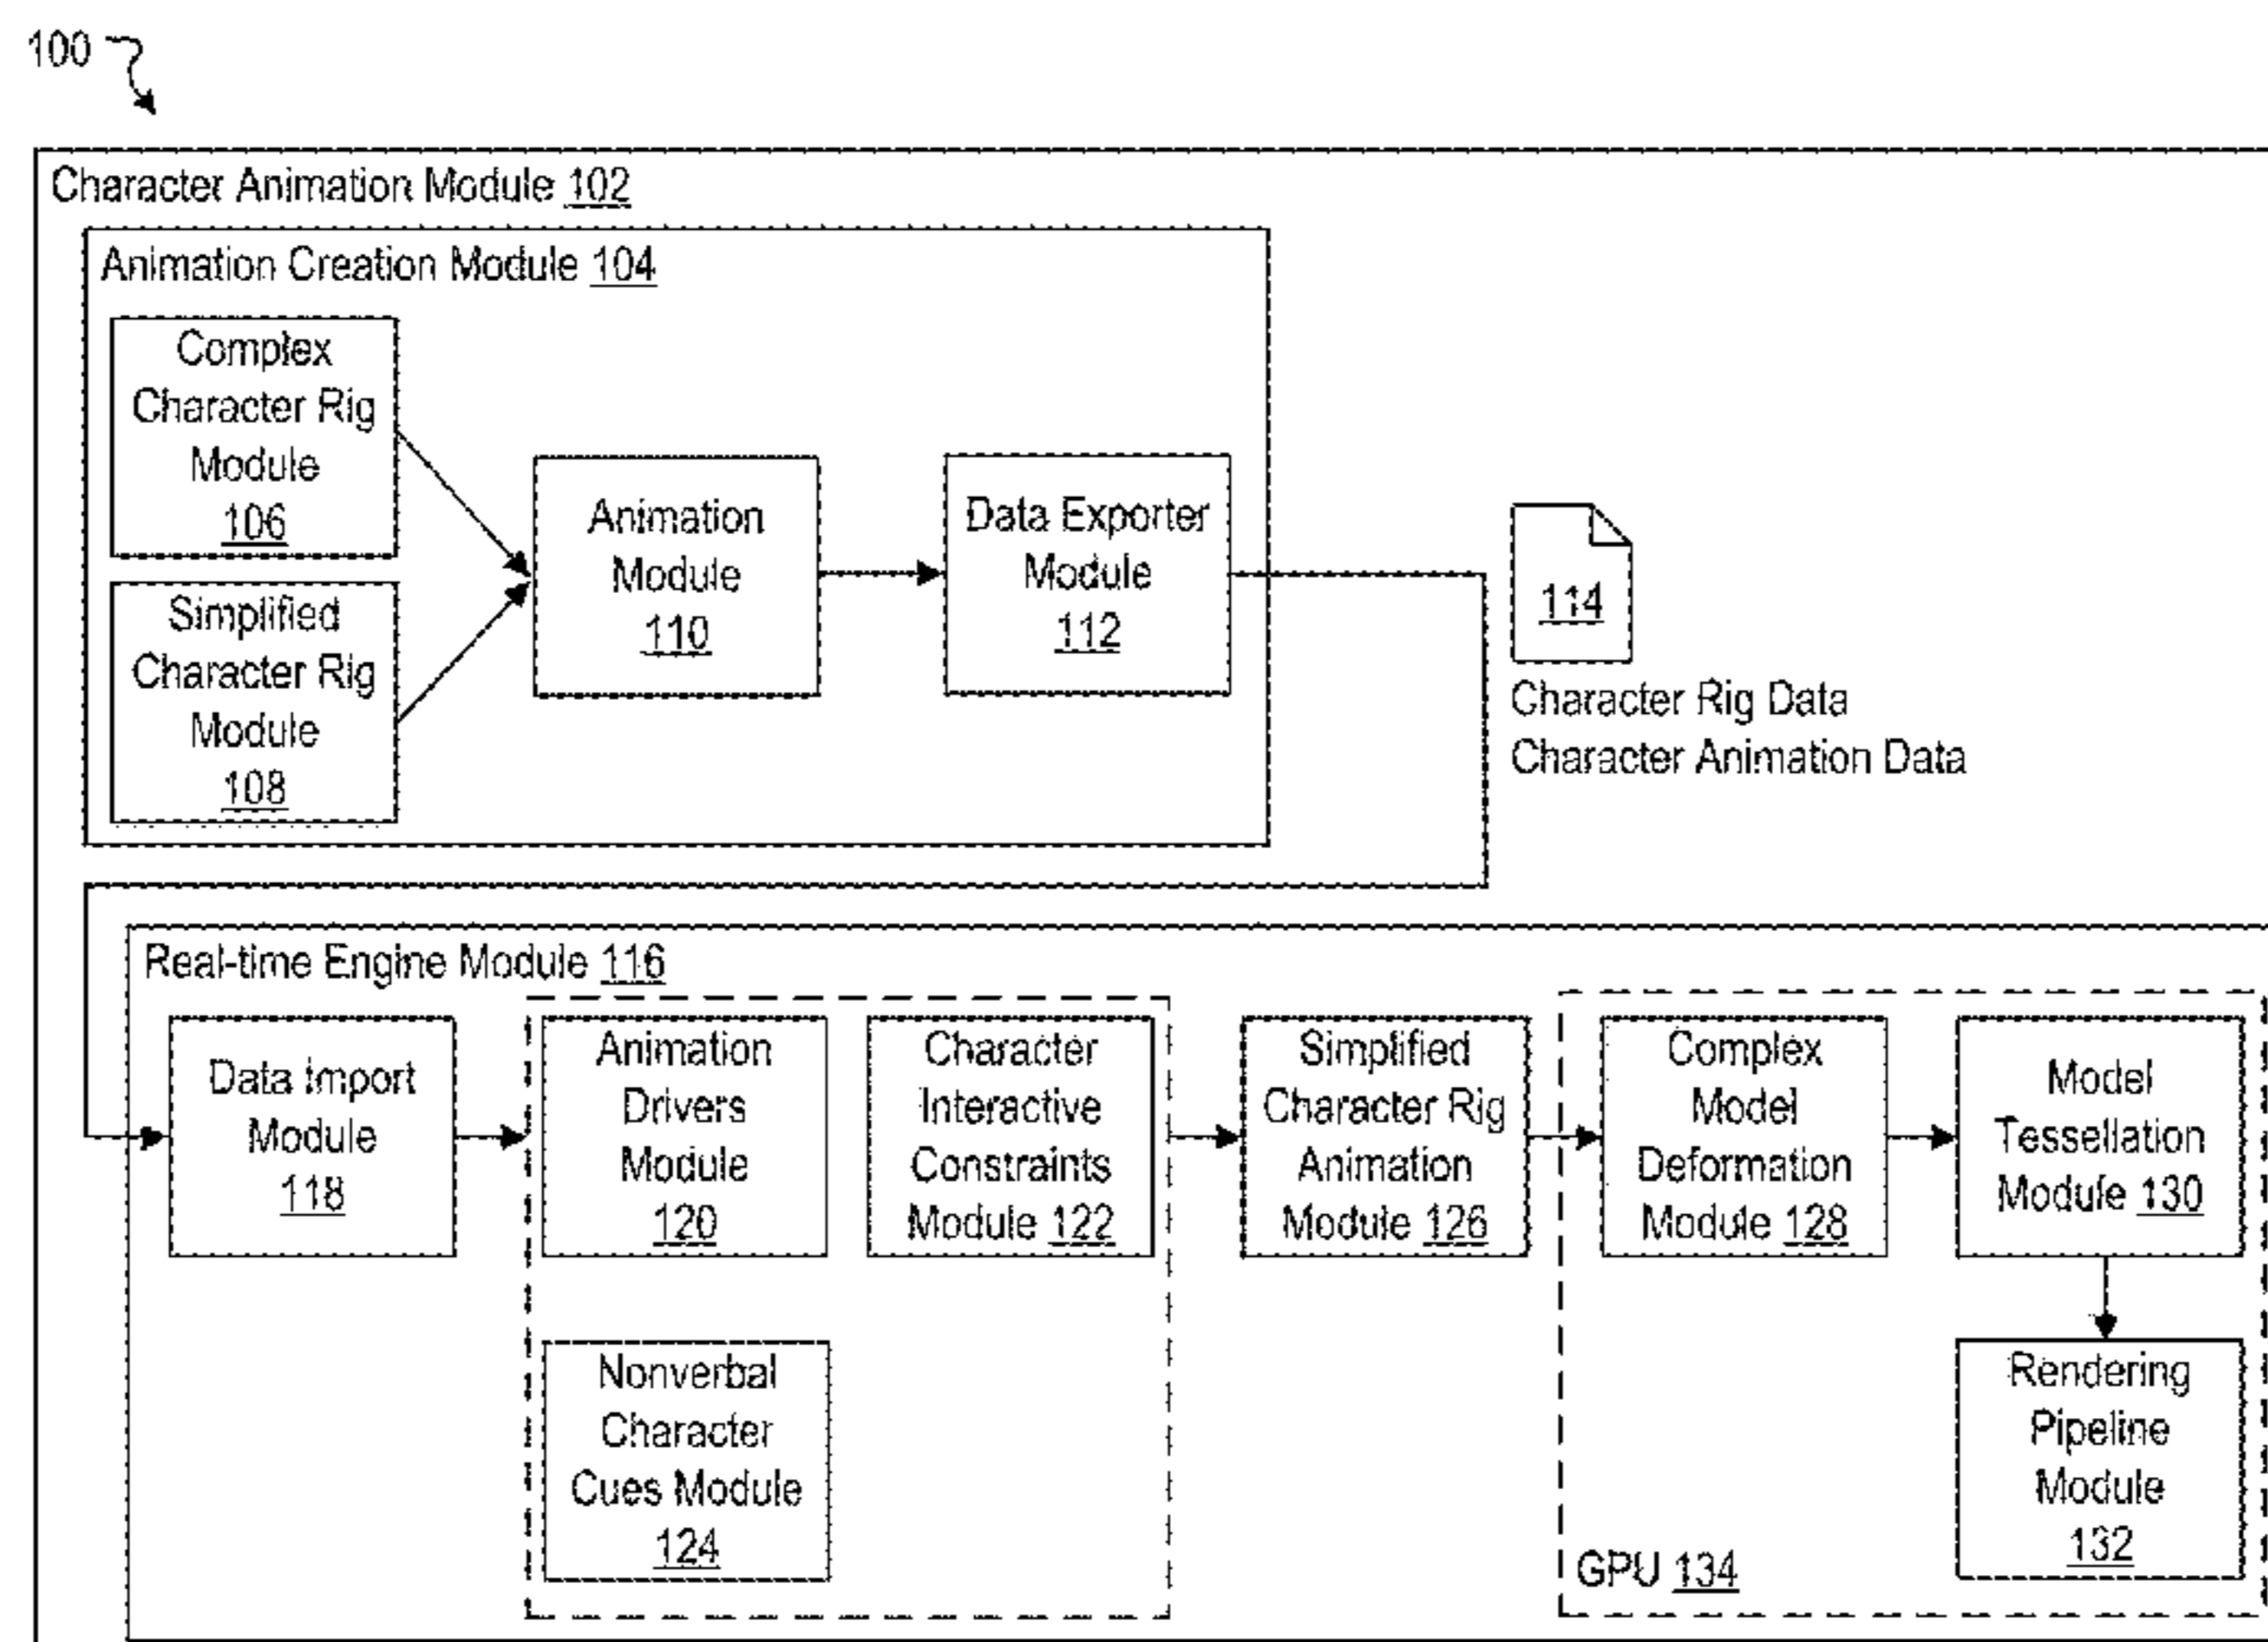 100
Character Animation Module 102
Animation Creation Module 104
Complex
Character Rig
Module
106
Simplified
Character Rig
Module
108
Animation
Module
110
Data Exporter
Module
112
114
Character Rig Data
Character Animation Data
Real-time Engine Module 116
Data Import
Module
118
Animation
Drivers
Module
120
Character
Interactive
Constraints
Module 122
Nonverbal
Character
Cues Module
124
Simplified
Character Rig
Animation
Module 126
Complex
Model
Deformation
Module 128
Model
Tessellation
Module 130
Rendering
Pipeline
Module
132
GPU 134